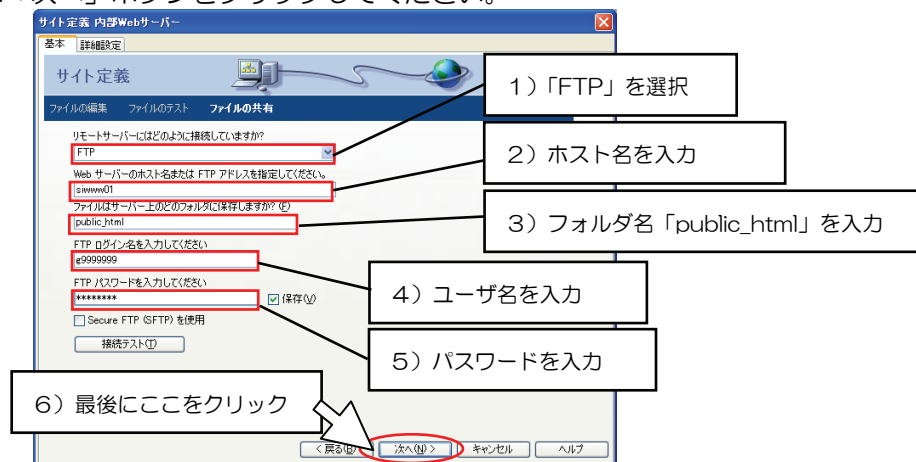 「次へ」ボタンをクリックしてください。
サイト定義 内部Webサーバー
基本 詳細設定
サイト定義
ファイルの編集 ファイルのテスト ファイルの共有
1）「FTP」を選択
リモートサーバーにはどのように接続していますか?
FTP
2）ホスト名を入力
Web サーバーのホスト名または FTP アドレスを指定してください。
siwww01
ファイルはサーバー上のどのフォルダに保存しますか? (F)
public_html
3）フォルダ名「public_html」を入力
FTP ログイン名を入力してください
e9999999
4）ユーザ名を入力
FTP パスワードを入力してください
******** 保存(V)
Secure FTP (SFTP) を使用
接続テスト(T)
5）パスワードを入力
6）最後にここをクリック
< 戻る(B) 次へ(N) > キャンセル ヘルプ